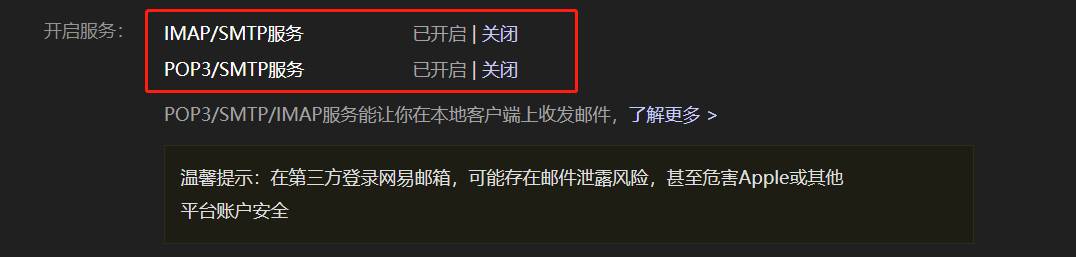 开启服务: IMAP/SMTP服务 已开启 | 关闭
POP3/SMTP服务 已开启 | 关闭
POP3/SMTP/IMAP服务能让你在本地客户端上收发邮件，了解更多 >
温馨提示：在第三方登录网易邮箱，可能存在邮件泄露风险，甚至危害Apple或其他
平台账户安全